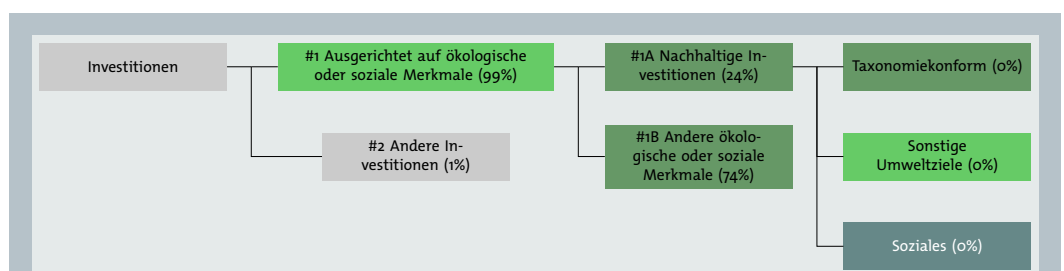 Investitionen
#1 Ausgerichtet auf ökologische
oder soziale Merkmale (99%)
#1A Nachhaltige In-
vestitionen (24%)
Taxonomiekonform (0%)
#2 Andere In-
vestitionen (1%)
#1B Andere ökolo-
gische oder soziale
Merkmale (74%)
Sonstige
Umweltziele (0%)
Soziales (0%)